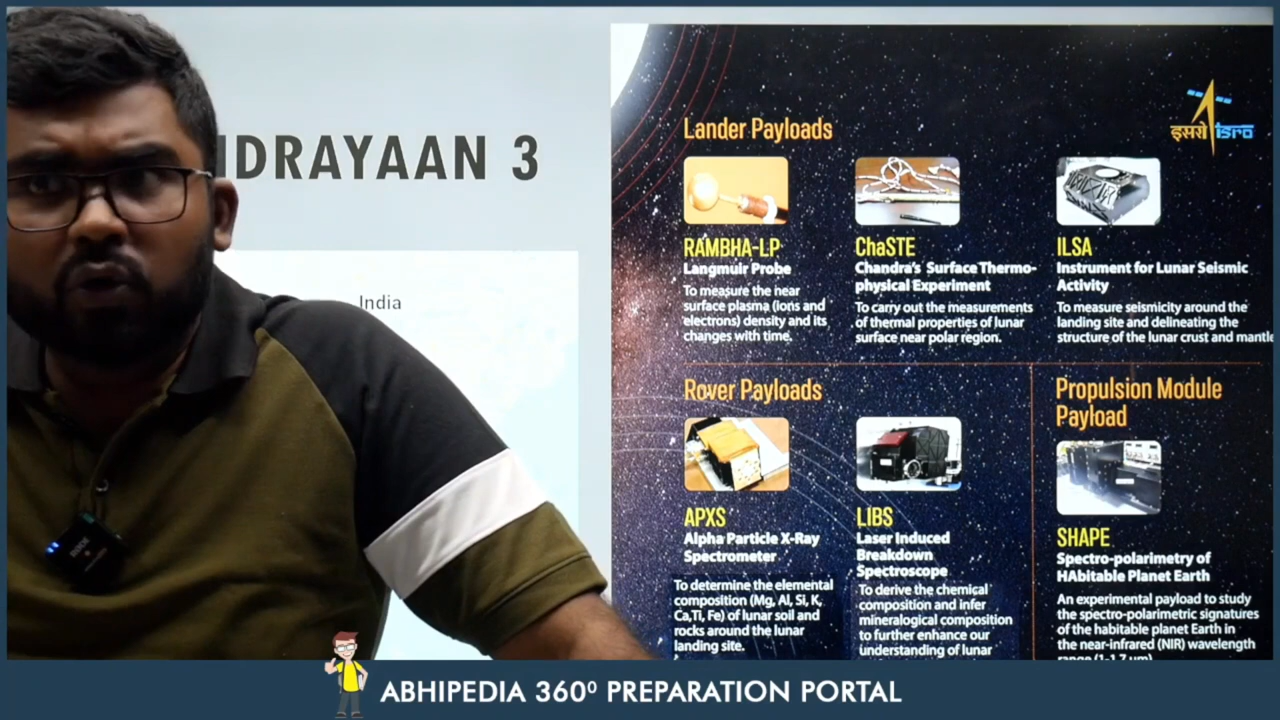 NDRAYAAN 3
India
Lander Payloads
इसरो isro
RAMBHA-LP
Langmuir Probe
To measure the near
surface plasma (ions and
electrons) density and its
changes with time.
ChaSTE
Chandra's Surface Thermo-
physical Experiment
To carry out the measurements
of thermal properties of lunar
surface near polar region.
ILSA
Instrument for Lunar Seismic
Activity
To measure seismicity around the
landing site and delineating the
structure of the lunar crust and mantle
Rover Payloads
APXS
Alpha Particle X-Ray
Spectrometer
To determine the elemental
composition (Mg, Al, Si, K,
Ca,Ti, Fe) of lunar soil and
rocks around the lunar
landing site.
LIBS
Laser Induced
Breakdown
Spectroscope
To derive the chemical
composition and infer
mineralogical composition
to further enhance our
understanding of lunar
Propulsion Module
Payload
SHAPE
Spectro-polarimetry of
HAbitable Planet Earth
An experimental payload to study
the spectro-polarimetric signatures
of the habitable planet Earth in
the near-infrared (NIR) wavelength
range (1-1.7 μm)
ABHIPEDIA 360⁰ PREPARATION PORTAL